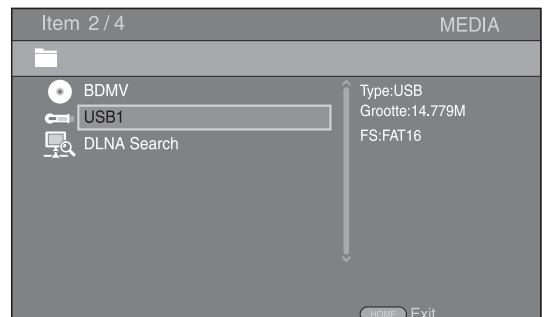 Item 2/4
MEDIA
BDMV
USB1
DLNA Search
Type:USB
Grootte:14.779M
FS:FAT16
HOME Exit